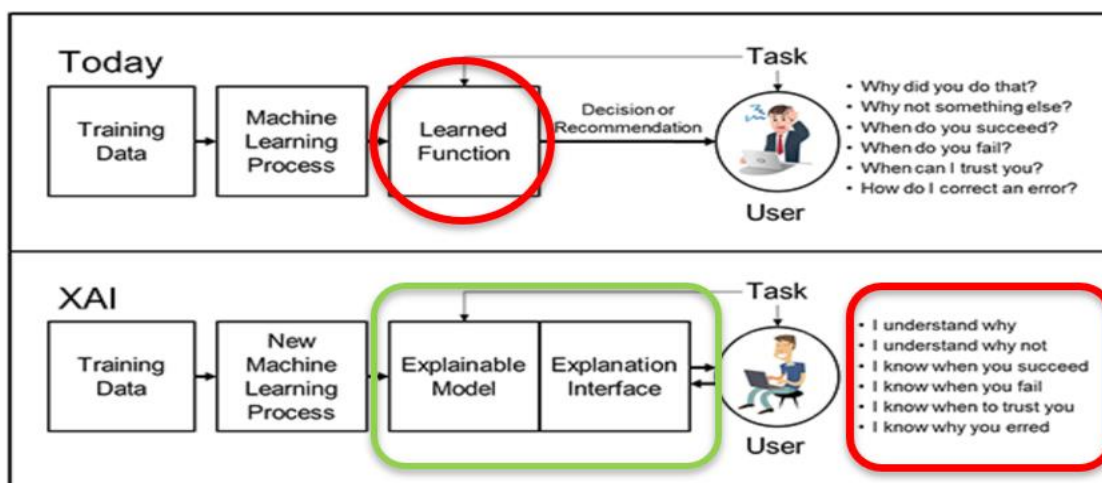 Today
Task
Training
Data
Machine
Learning
Process
Learned
Function
Decision or
Recommendation
User
• Why did you do that?
• Why not something else?
• When do you succeed?
• When do you fail?
• When can I trust you?
• How do I correct an error?
XAI
Task
Training
Data
New
Machine
Learning
Process
Explainable
Model
Explanation
Interface
User
• I understand why
• I understand why not
• I know when you succeed
• I know when you fail
• I know when to trust you
• I know why you erred